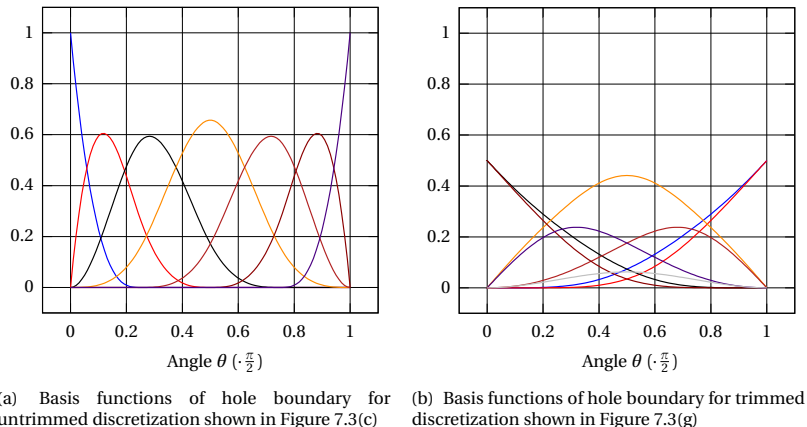 1
0.8
0.6
0.4
0.2
0
0 0.2 0.4 0.6 0.8 1
Angle θ (·π/2)
(a) Basis functions of hole boundary for
untrimmed discretization shown in Figure 7.3(c)
1
0.8
0.6
0.4
0.2
0
0 0.2 0.4 0.6 0.8 1
Angle θ (·π/2)
(b) Basis functions of hole boundary for trimmed
discretization shown in Figure 7.3(g)